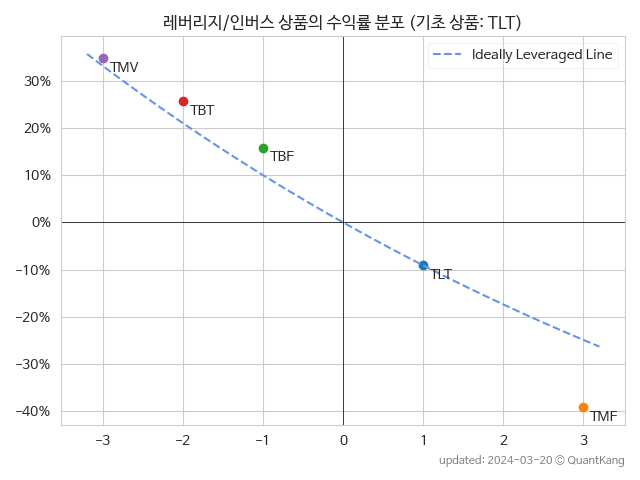 레버리지/인버스 상품의 수익률 분포 (기초 상품: TLT)
Ideally Leveraged Line
TMV
TBT
TBF
TLT
TMF
30%
20%
10%
0%
−10%
−20%
−30%
−40%
−3
−2
−1
0
1
2
3
updated: 2024-03-20 © QuantKang